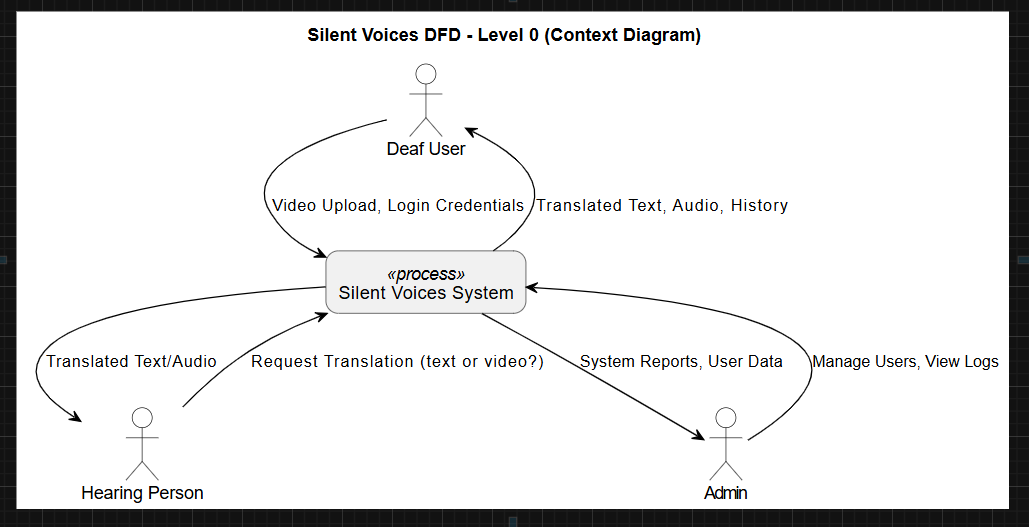 Silent Voices DFD - Level 0 (Context Diagram)
Deaf User
Video Upload, Login Credentials
Translated Text, Audio, History
«process»
Silent Voices System
Translated Text/Audio
Request Translation (text or video?)
System Reports, User Data
Manage Users, View Logs
Hearing Person
Admin